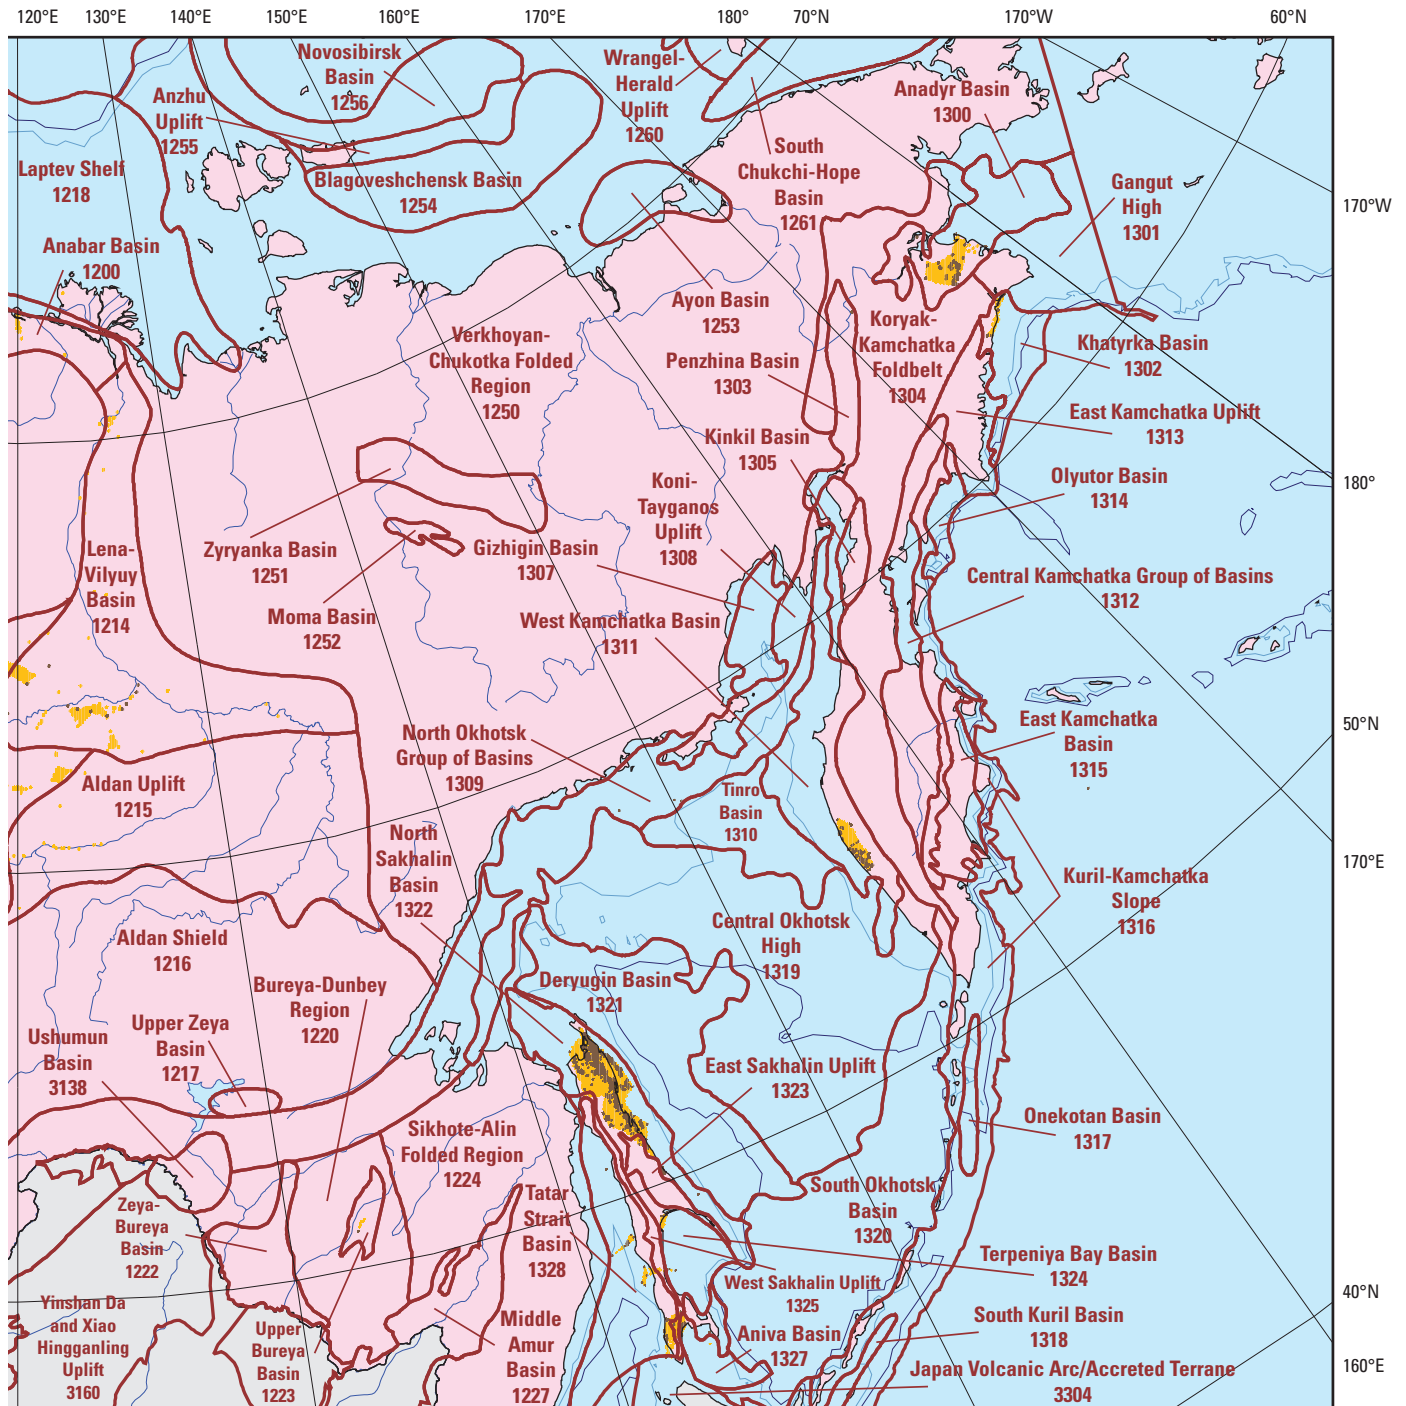 120°E 130°E 140°E 150°E 160°E 170°E 180° 70°N 170°W 60°N
Novosibirsk
Basin
1256
Wrangel-
Herald
Uplift
1260
Anadyr Basin
1300
Anzhu
Uplift
1255
South
Chukchi-Hope
Basin
1261
Laptev Shelf
1218
Blagoveshchensk Basin
1254
Gangut
High
1301
170°W
Anabar Basin
1200
Ayon Basin
1253
Koryak-
Kamchatka
Foldbelt
1304
Verkhoyan-
Chukotka Folded
Region
1250
Khatyrka Basin
1302
Penzhina Basin
1303
East Kamchatka Uplift
1313
Kinkil Basin
1305
Olyutor Basin
1314
180°
Koni-
Tayganos
Uplift
1308
Zyryanka Basin
1251
Gizhigin Basin
1307
Lena-
Vilyuy
Basin
1214
Central Kamchatka Group of Basins
1312
Moma Basin
1252
West Kamchatka Basin
1311
East Kamchatka
Basin
1315
50°N
North Okhotsk
Group of Basins
1309
Aldan Uplift
1215
Tinro
Basin
1310
North
Sakhalin
Basin
1322
170°E
Kuril-Kamchatka
Slope
1316
Central Okhotsk
High
1319
Aldan Shield
1216
Deryugin Basin
1321
Bureya-Dunbey
Region
1220
Ushumun
Basin
3138
Upper Zeya
Basin
1217
East Sakhalin Uplift
1323
Onekotan Basin
1317
Sikhote-Alin
Folded Region
1224
South Okhotsk
Basin
1320
Zeya-
Bureya
Basin
1222
Tatar
Strait
Basin
1328
Terpeniya Bay Basin
1324
West Sakhalin Uplift
1325
40°N
Yinshan Da
and Xiao
Hingganling
Uplift
3160
Upper
Bureya
Basin
1223
Middle
Amur
Basin
1227
Aniva Basin
1327
South Kuril Basin
1318
160°E
Japan Volcanic Arc/Accreted Terrane
3304